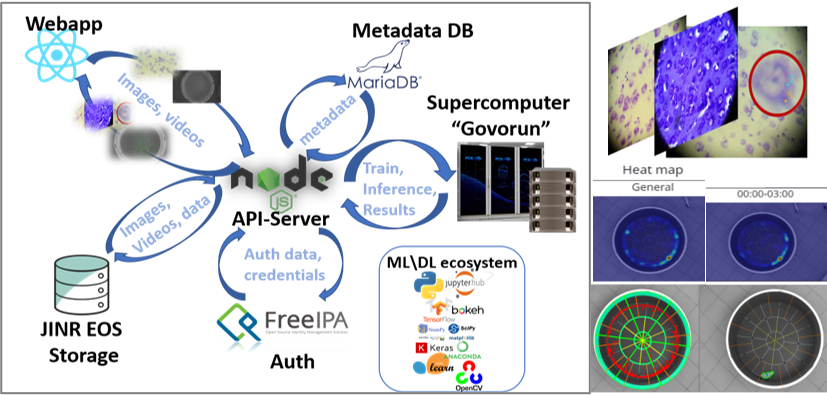 Webapp
Images, videos
Metadata DB
MariaDB
metadata
Supercomputer
“Govorun”
node
JS
API-Server
Train,
Inference,
Results
Images,
Videos, data
JINR EOS
Storage
Auth data,
credentials
FreeIPA
Open Source Identity Management Solution
Auth
ML\DL ecosystem
jupyterhub
TensorFlow
bokeh
NumPy
SciPy
matplotlib
K Keras
ANACONDA
learn
OpenCV
Heat map
General
00:00-03:00